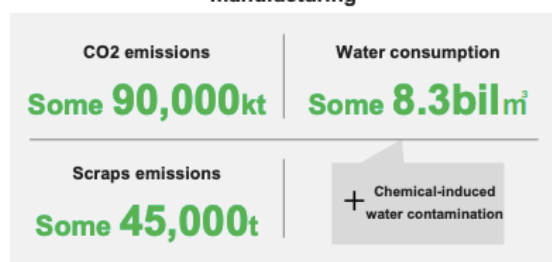 manufacturing
CO2 emissions
Some 90,000kt
Water consumption
Some 8.3bil㎥
Scraps emissions
Some 45,000t
+ Chemical-induced
water contamination